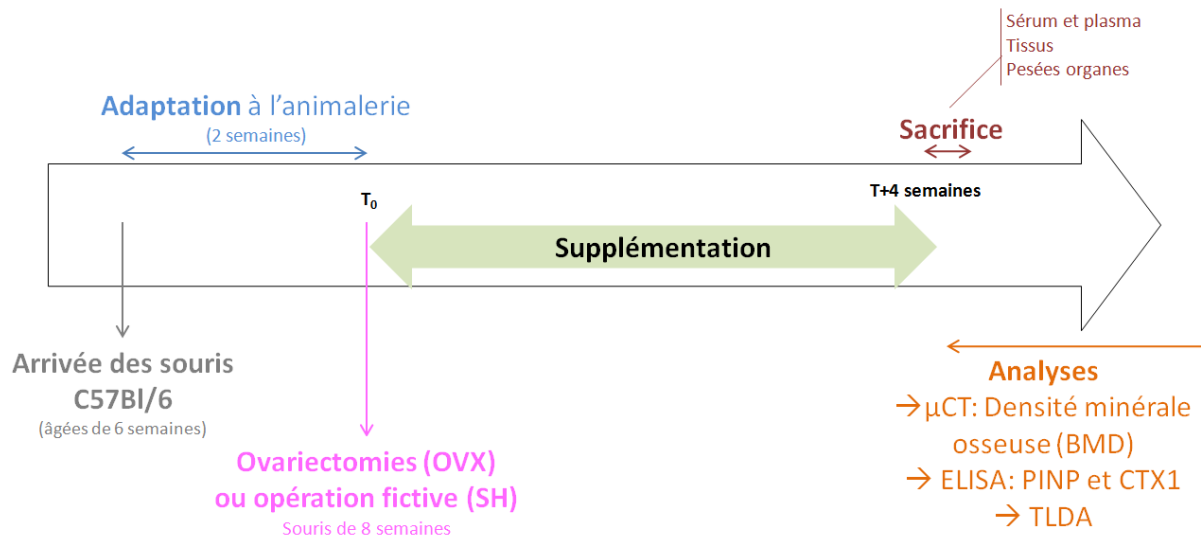 Sérum et plasma
Tissus
Pesées organes
Adaptation à l'animalerie
(2 semaines)
Sacrifice
T0
T+4 semaines
Supplémentation
Arrivée des souris
C57Bl/6
(âgées de 6 semaines)
Ovariectomies (OVX)
ou opération fictive (SH)
Souris de 8 semaines
Analyses
→ µCT: Densité minérale
osseuse (BMD)
→ ELISA: PINP et CTX1
→ TLDA